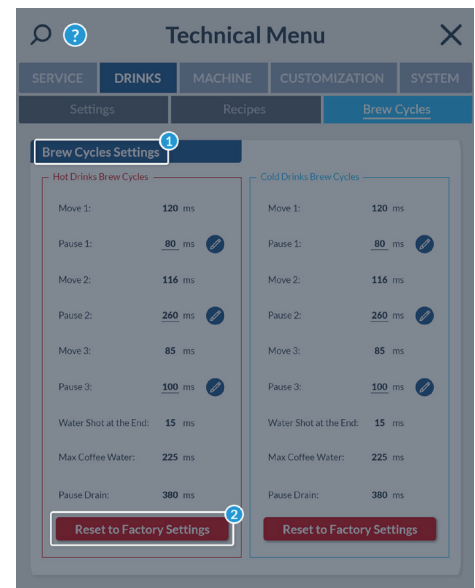 ? Technical Menu
SERVICE DRINKS MACHINE CUSTOMIZATION SYSTEM
Settings Recipes Brew Cycles
Brew Cycles Settings 1
Hot Drinks Brew Cycles
Move 1: 120 ms
Pause 1: 80 ms
Move 2: 116 ms
Pause 2: 260 ms
Move 3: 85 ms
Pause 3: 100 ms
Water Shot at the End: 15 ms
Max Coffee Water: 225 ms
Pause Drain: 380 ms
Reset to Factory Settings 2
Cold Drinks Brew Cycles
Move 1: 120 ms
Pause 1: 80 ms
Move 2: 116 ms
Pause 2: 260 ms
Move 3: 85 ms
Pause 3: 100 ms
Water Shot at the End: 15 ms
Max Coffee Water: 225 ms
Pause Drain: 380 ms
Reset to Factory Settings